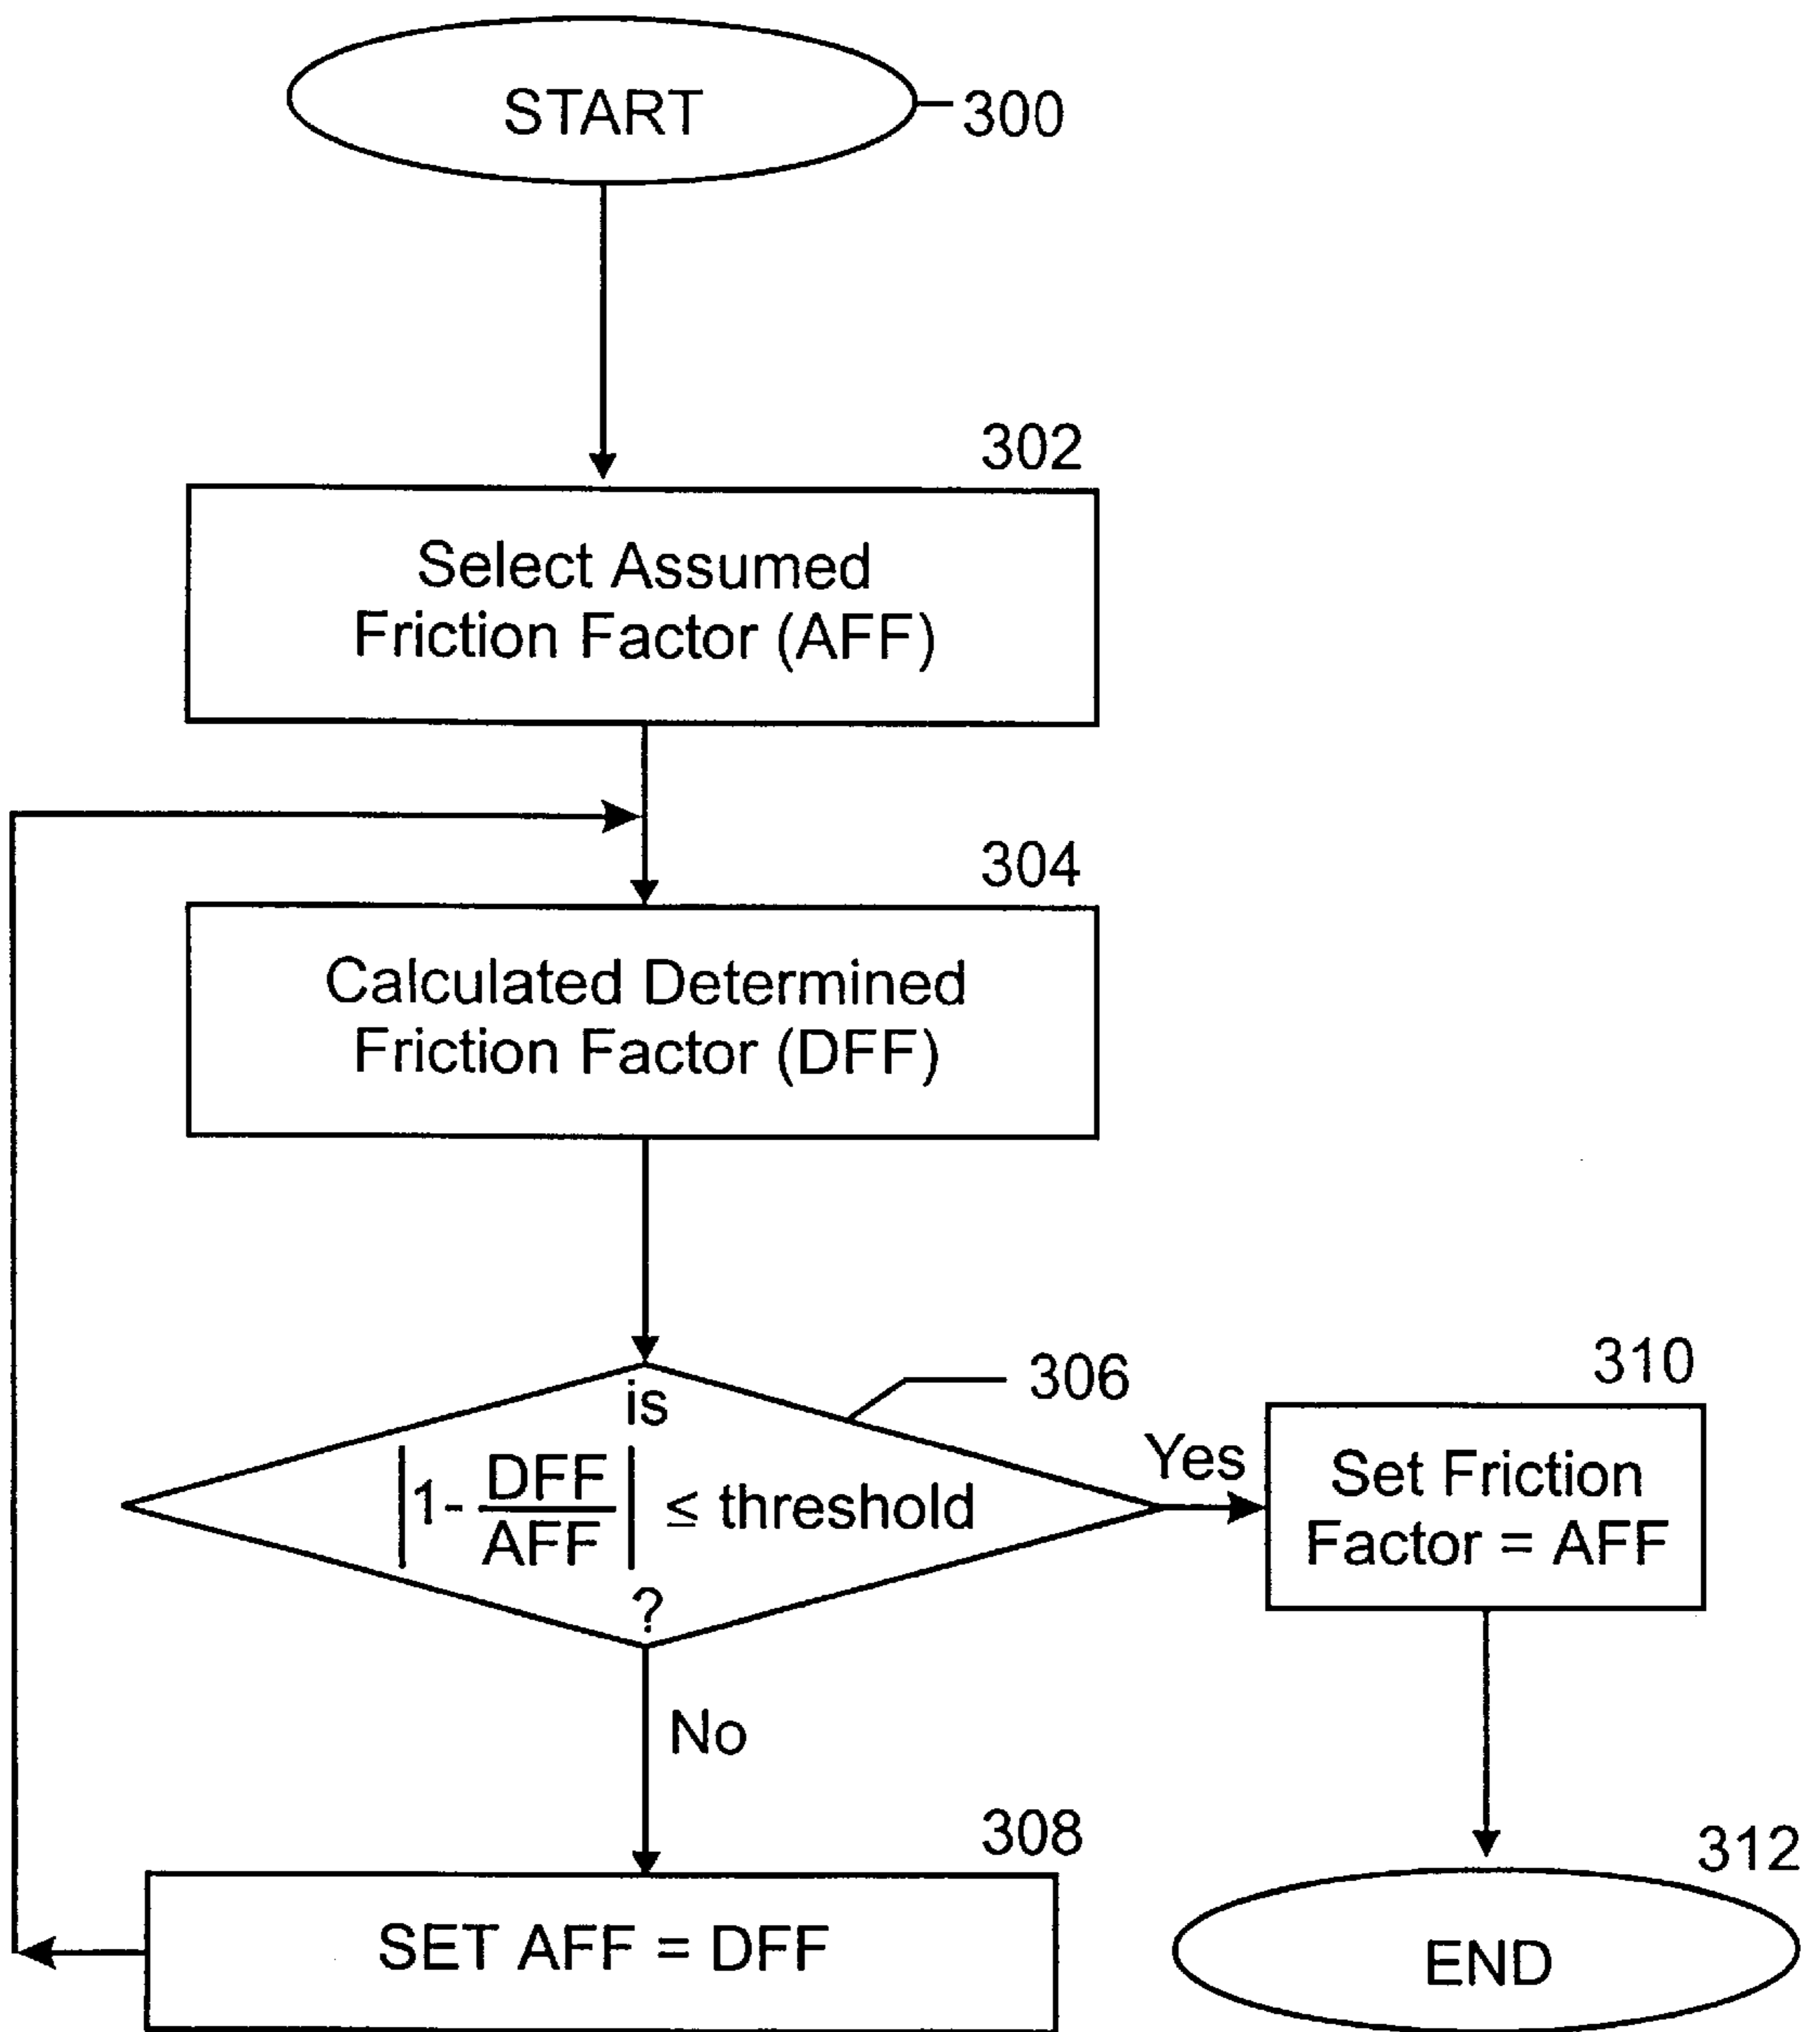 START
300
302
Select Assumed
Friction Factor (AFF)
304
Calculated Determined
Friction Factor (DFF)
306
is
|1- DFF/AFF| ≤ threshold
?
Yes
310
Set Friction
Factor = AFF
No
308
SET AFF = DFF
312
END